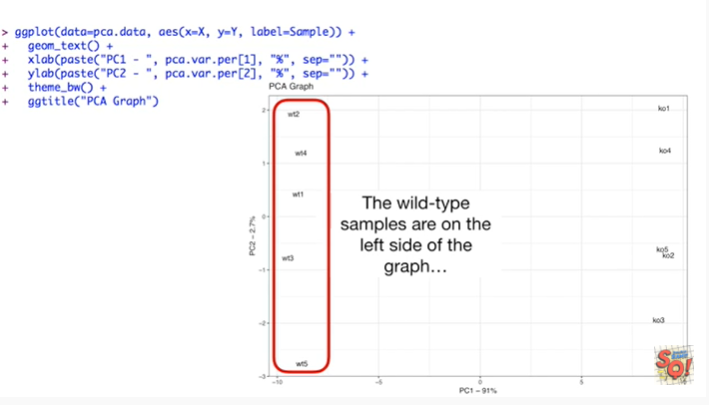 > ggplot(data=pca.data, aes(x=X, y=Y, label=Sample)) +
+ geom_text() +
+ xlab(paste("PC1 - ", pca.var.per[1], "%", sep="")) +
+ ylab(paste("PC2 - ", pca.var.per[2], "%", sep="")) +
+ theme_bw() +
+ ggtitle("PCA Graph")
PCA Graph
2
wt2
ko1
1
wt4
ko4
wt1
The wild-type
samples are on the
left side of the
graph…
0
PC2 – 2.7%
wt3
ko5
ko2
-1
-2
ko3
wt5
-3
-10
-5
0
5
PC1 – 91%
SQ!